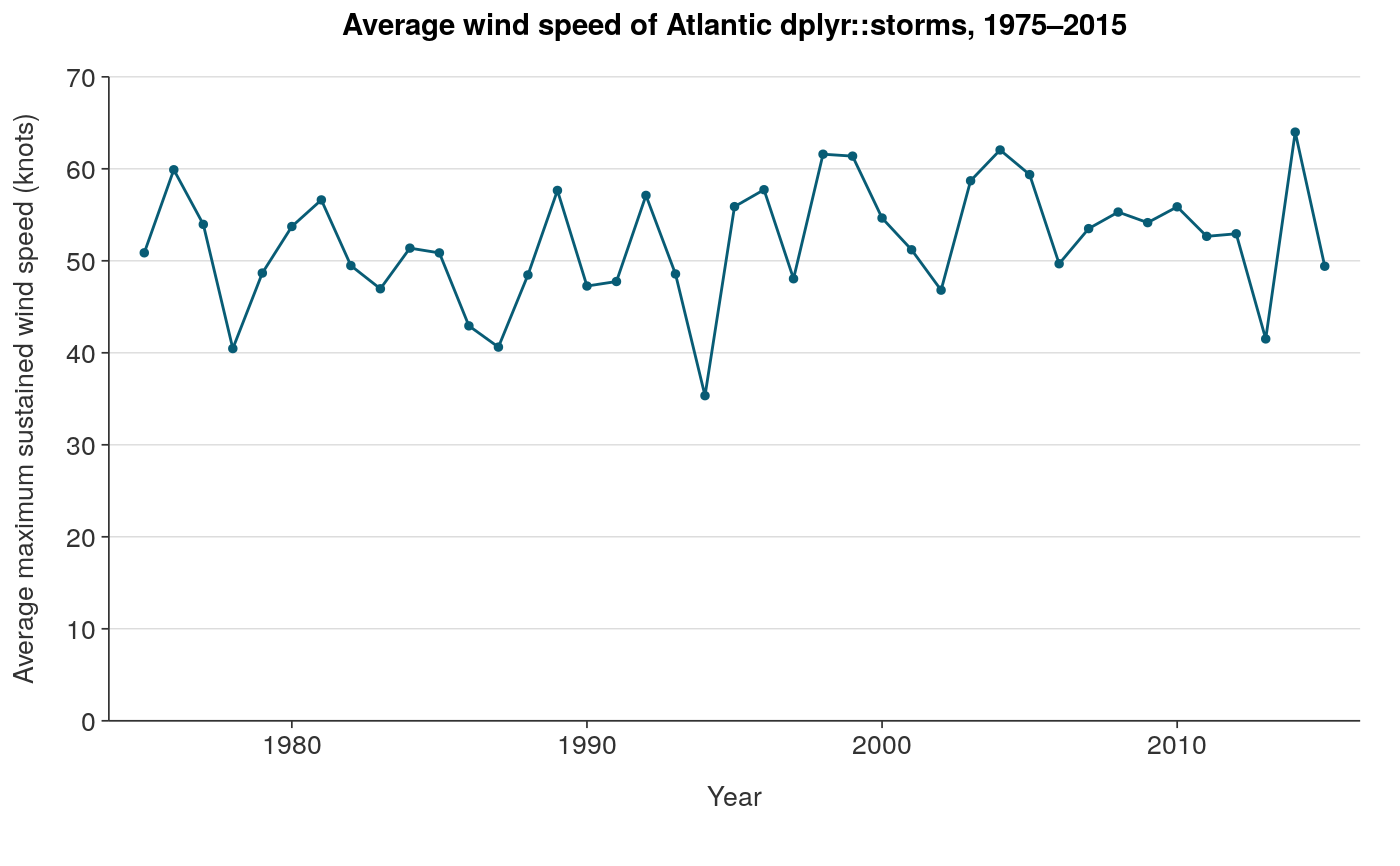 Average wind speed of Atlantic dplyr::storms, 1975–2015
Average maximum sustained wind speed (knots)
70
60
50
40
30
20
10
0
1980 1990 2000 2010
Year